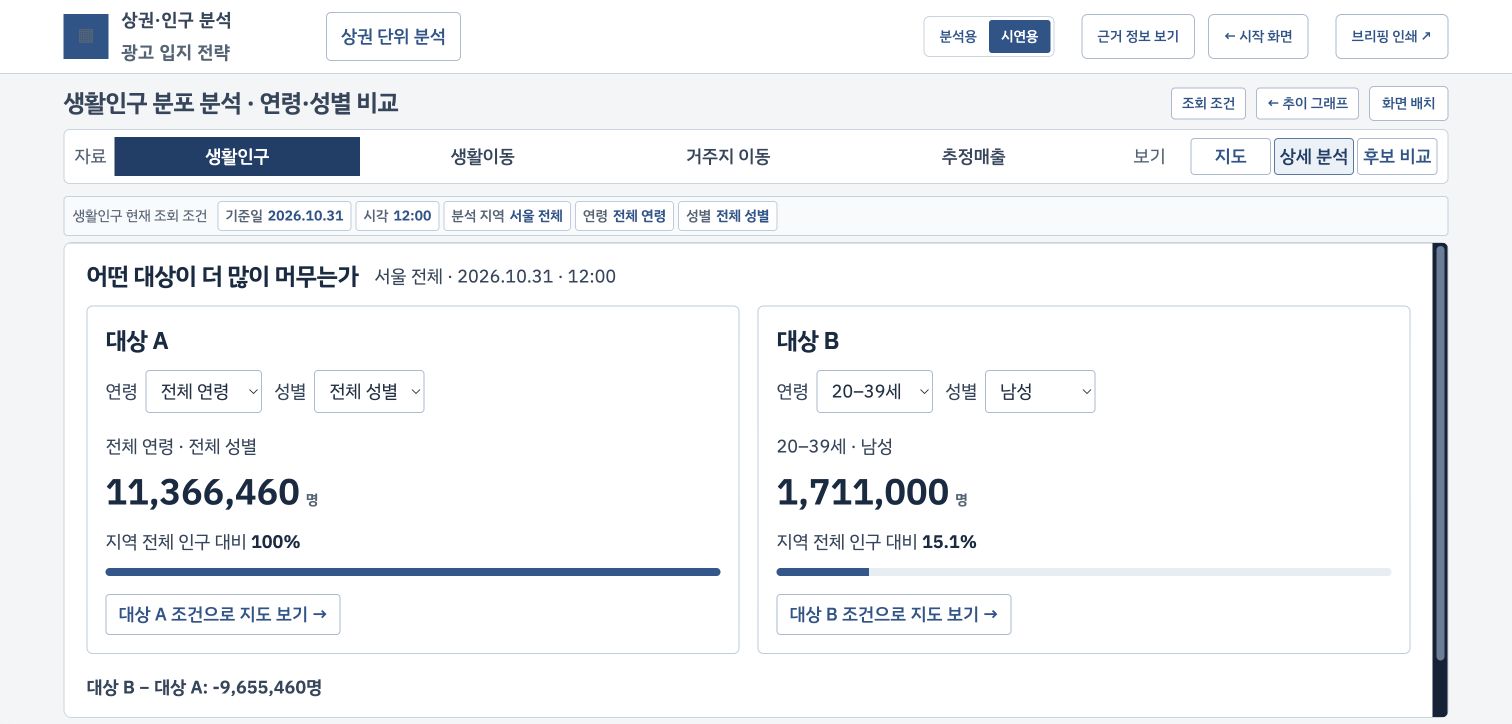 상권·인구 분석
광고 입지 전략
상권 단위 분석
분석용 시연용
근거 정보 보기
← 시작 화면
브리핑 인쇄 ↗
생활인구 분포 분석 · 연령·성별 비교
조회 조건
← 추이 그래프
화면 배치
자료 생활인구 생활이동 거주지 이동 추정매출 보기 지도 상세 분석 후보 비교
생활인구 현재 조회 조건 기준일 2026.10.31 시각 12:00 분석 지역 서울 전체 연령 전체 연령 성별 전체 성별
어떤 대상이 더 많이 머무는가 서울 전체 · 2026.10.31 · 12:00
대상 A
연령 전체 연령 성별 전체 성별
전체 연령 · 전체 성별
11,366,460 명
지역 전체 인구 대비 100%
대상 A 조건으로 지도 보기 →
대상 B
연령 20–39세 성별 남성
20–39세 · 남성
1,711,000 명
지역 전체 인구 대비 15.1%
대상 B 조건으로 지도 보기 →
대상 B − 대상 A: -9,655,460명